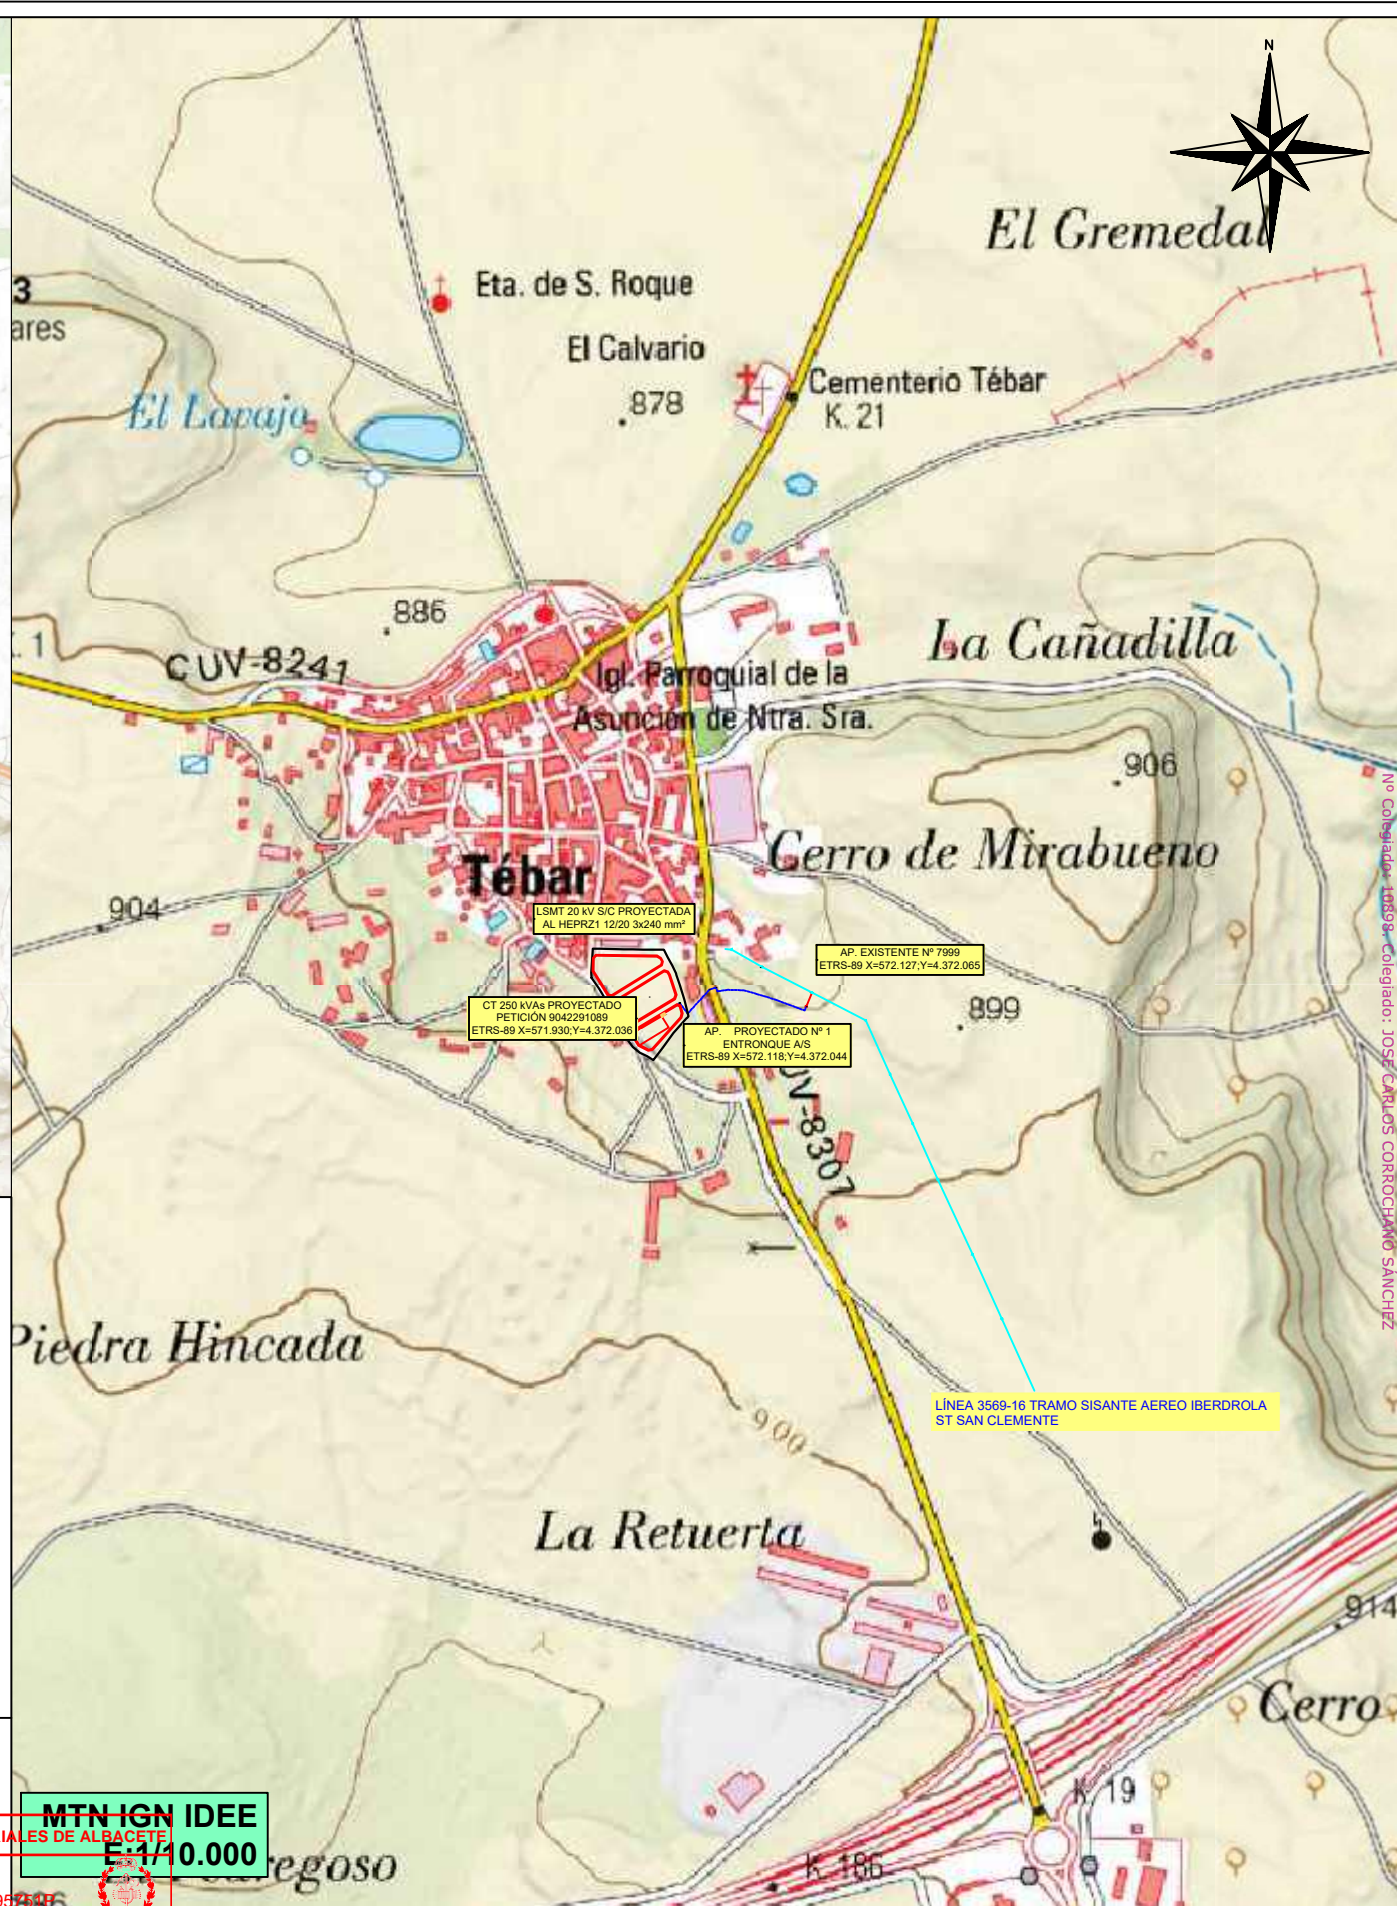 N
El Gremedal
Eta. de S. Roque
3
ares
El Calvario
878
Cementerio Tébar
K. 21
El Lavajo
886
La Cañadilla
. 1
CUV-8241
Igl. Parroquial de la
Asunción de Ntra. Sra.
906
Cerro de Mirabueno
Tébar
904
LSMT 20 kV S/C PROYECTADA
AL HEPRZ1 12/20 3x240 mm²
AP. EXISTENTE Nº 7999
ETRS-89 X=572.127;Y=4.372.065
CT 250 kVAs PROYECTADO
PETICIÓN 9042291089
ETRS-89 X=571.930;Y=4.372.036
899
AP. PROYECTADO Nº 1
ENTRONQUE A/S
ETRS-89 X=572.118;Y=4.372.044
UV-8307
Nº Colegiado: 10898. Colegiado: JOSE CARLOS CORROCHANO SÁNCHEZ
Piedra Hincada
LÍNEA 3569-16 TRAMO SISANTE AEREO IBERDROLA
ST SAN CLEMENTE
900
La Retuerta
914
Cerro
K. 19
MTN IGN IDEE
IALES DE ALBACETE
E:1/10.000
regoso
K. 186